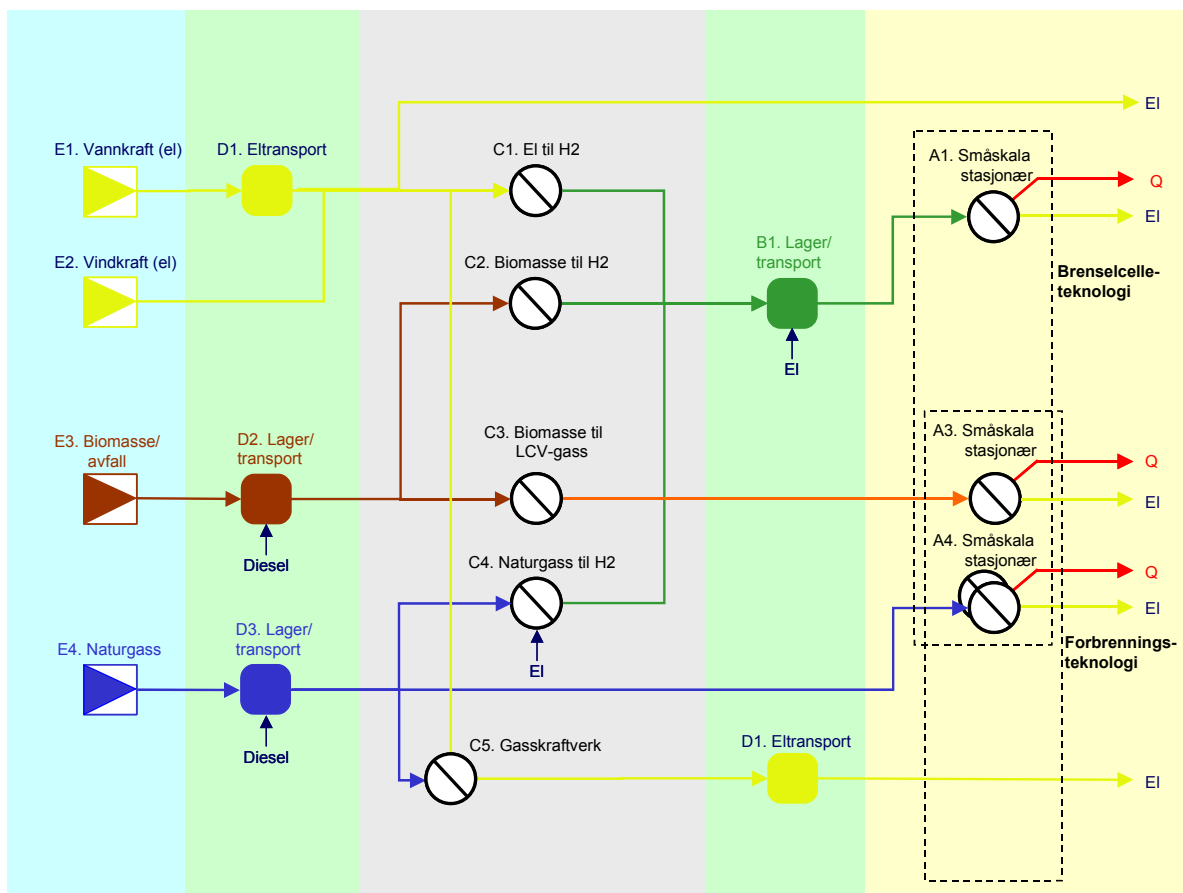 El
E1. Vannkraft (el)
D1. Eltransport
C1. El til H2
A1. Småskala
stasjonær
Q
El
E2. Vindkraft (el)
C2. Biomasse til H2
B1. Lager/
transport
Brenselcelle-
teknologi
El
E3. Biomasse/
avfall
D2. Lager/
transport
C3. Biomasse til
LCV-gass
A3. Småskala
stasjonær
Q
El
Diesel
C4. Naturgass til H2
A4. Småskala
stasjonær
Q
El
E4. Naturgass
D3. Lager/
transport
El
Forbrennings-
teknologi
Diesel
C5. Gasskraftverk
D1. Eltransport
El